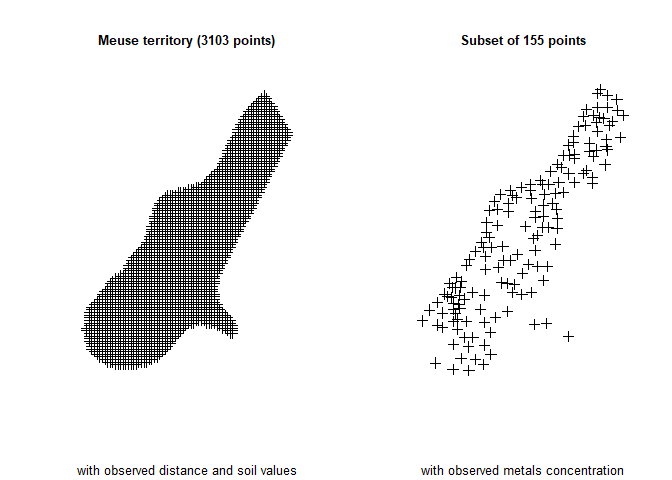 Meuse territory (3103 points)
Subset of 155 points
with observed distance and soil values
with observed metals concentration